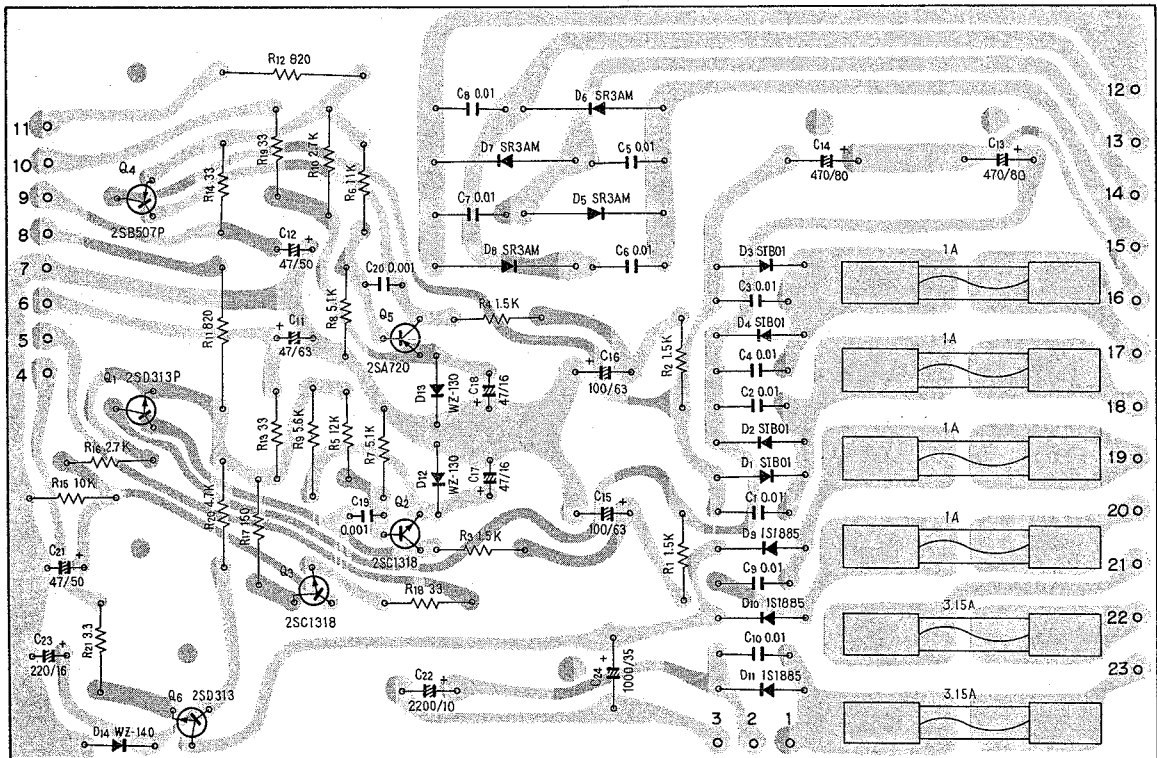 R12 820
C8 0.01
D6 SR3AM
12
11
R19 33
R10 2.7K
D7 SR3AM
C5 0.01
C14
470/80
C13
470/80
13
10
Q4
R14 33
R6 11K
9
2SB507P
C7 0.01
D5 SR3AM
14
8
C12
47/50
D8 SR3AM
C6 0.01
D3 SIB01
1A
15
7
C20 0.001
R8 5.1K
C3 0.01
16
6
R11 820
C11
47/63
Q5
2SA720
R4 1.5K
D4 SIB01
5
R2 1.5K
1A
17
4
C16
100/63
C4 0.01
Q1 2SD313P
D13 WZ-130
C18
47/16
C2 0.01
18
R13 33
R9 5.6K
R5 12K
R7 5.1K
D2 SIB01
1A
R16 2.7K
D12 WZ-130
C17
47/16
D1 SIB01
19
R15 10K
R20 4.7K
R17 150
C19
0.001
Q2
2SC1318
C15
100/63
C1 0.01
20
D9 1S1885
1A
C21
47/50
R3 1.5K
R1 1.5K
C9 0.01
21
Q3
2SC1318
R18 33
D10 1S1885
3.15A
22
C23
220/16
R21 3.3
C10 0.01
23
C22
2200/10
C24
1000/35
D11 1S1885
3.15A
Q6 2SD313
D14 WZ-140
3
2
1